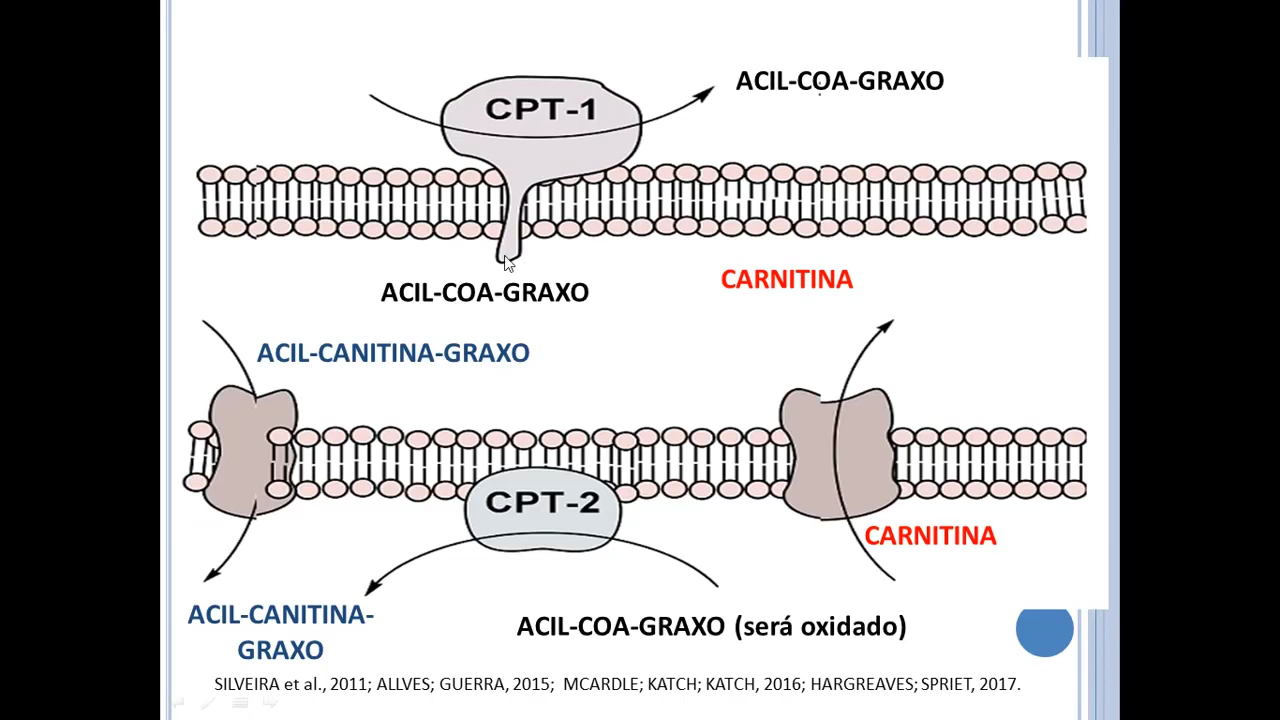 ACIL-COA-GRAXO
CPT-1
CARNITINA
ACIL-COA-GRAXO
ACIL-CANITINA-GRAXO
CPT-2
CARNITINA
ACIL-CANITINA-
GRAXO
ACIL-COA-GRAXO (será oxidado)
SILVEIRA et al., 2011; ALLVES; GUERRA, 2015;  MCARDLE; KATCH; KATCH, 2016; HARGREAVES; SPRIET, 2017.